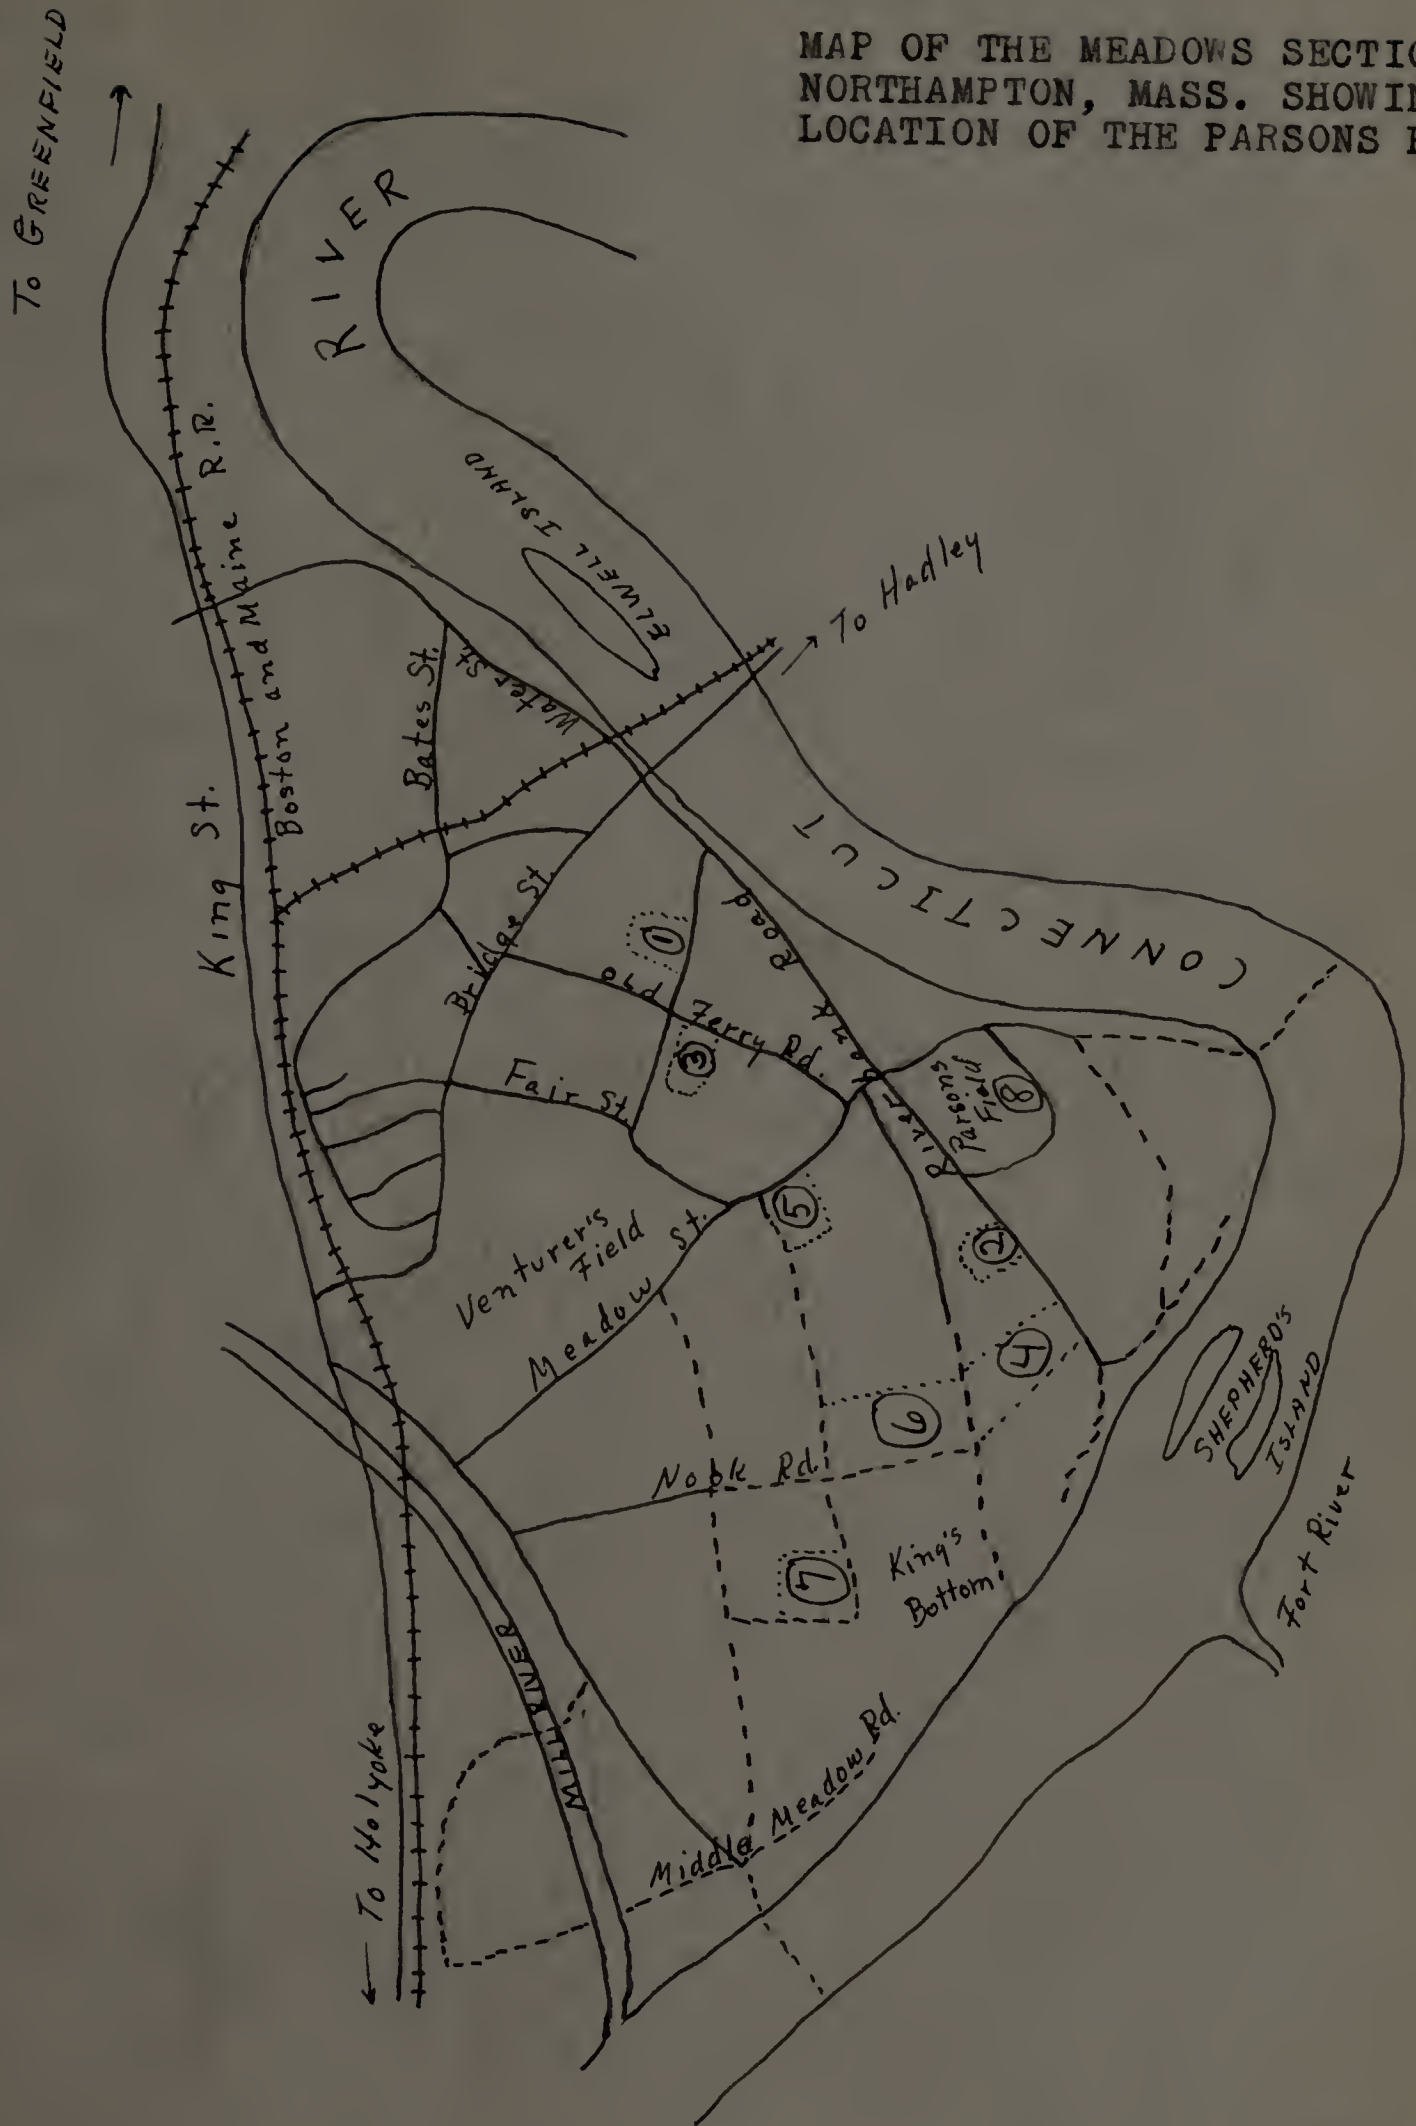 MAP OF THE MEADOWS SECTIO
NORTHAMPTON, MASS. SHOWIN
LOCATION OF THE PARSONS
TO GREENFIELD
RIVER
Boston and Maine R.R.
ELWELL ISLAND
To Hadley
Bates St.
Water St.
King St.
CONNECTICUT
Bridge St.
River Bank Road
1
Old Ferry Rd.
3
Fair St.
Parsons
Field
8
5
Venturer's
Field
2
Meadow St.
4
SHEPHERD'S
ISLAND
6
Nook Rd.
King's
Bottom
7
Fort River
MILL RIVER
To Holyoke
Middle Meadow Rd.